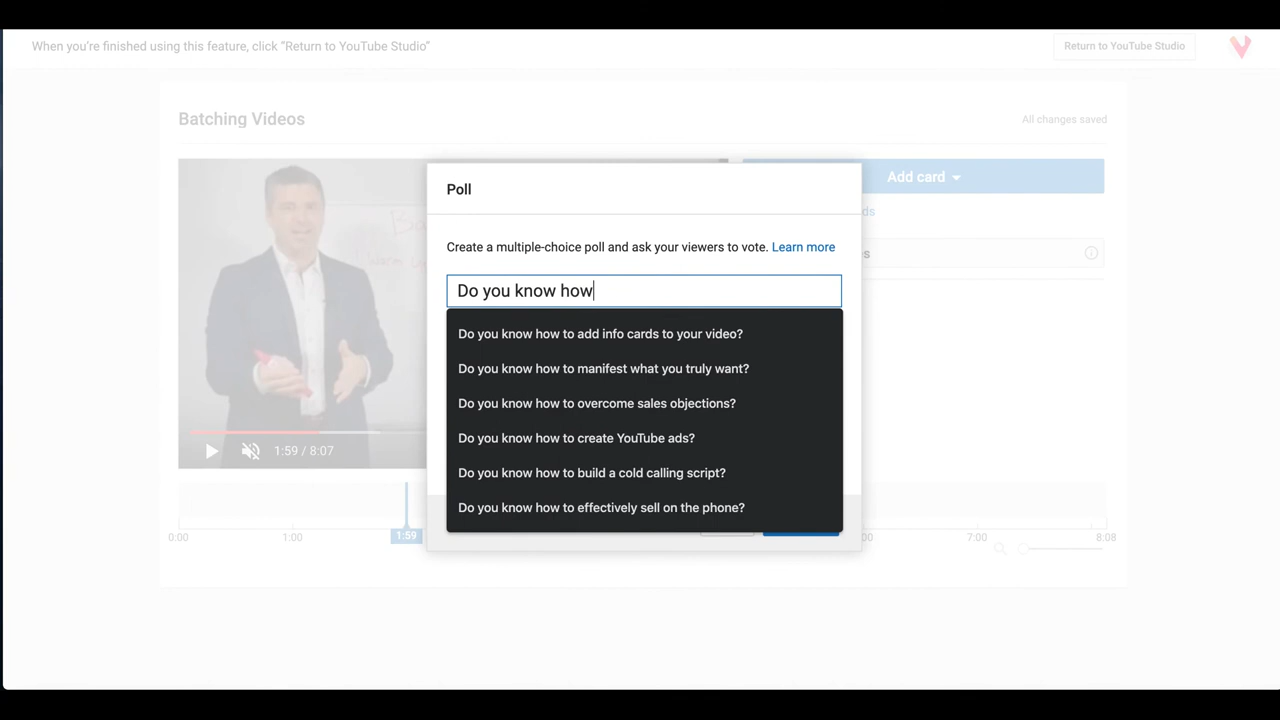 When you're finished using this feature, click "Return to YouTube Studio"
Return to YouTube Studio
Batching Videos
All changes saved
Add card
Poll
Create a multiple-choice poll and ask your viewers to vote. Learn more
Do you know how
Do you know how to add info cards to your video?
Do you know how to manifest what you truly want?
Do you know how to overcome sales objections?
Do you know how to create YouTube ads?
Do you know how to build a cold calling script?
Do you know how to effectively sell on the phone?
1:59 / 8:07
0:00
1:00
1:59
7:00
8:08